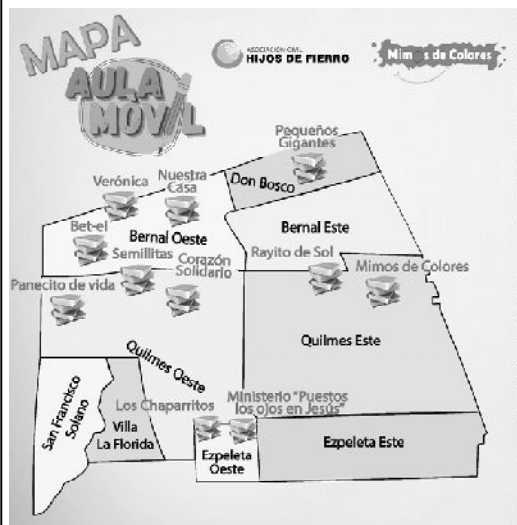 MAPA
AULA
MOVIL
ASOCIACIÓN CIVIL
HIJOS DE FIERRO
Mimos de Colores
Pequeños
Gigantes
Don Bosco
Verónica
Nuestra
Casa
Bet-el
Bernal Oeste
Bernal Este
Semillitas
Corazón
Solidario
Rayito de Sol
Mimos de Colores
Panecito de vida
Quilmes Este
Quilmes Oeste
San Francisco
Solano
Los Chaparritos
Villa
La Florida
Ministerio "Puestos
los ojos en Jesús"
Ezpeleta
Oeste
Ezpeleta Este